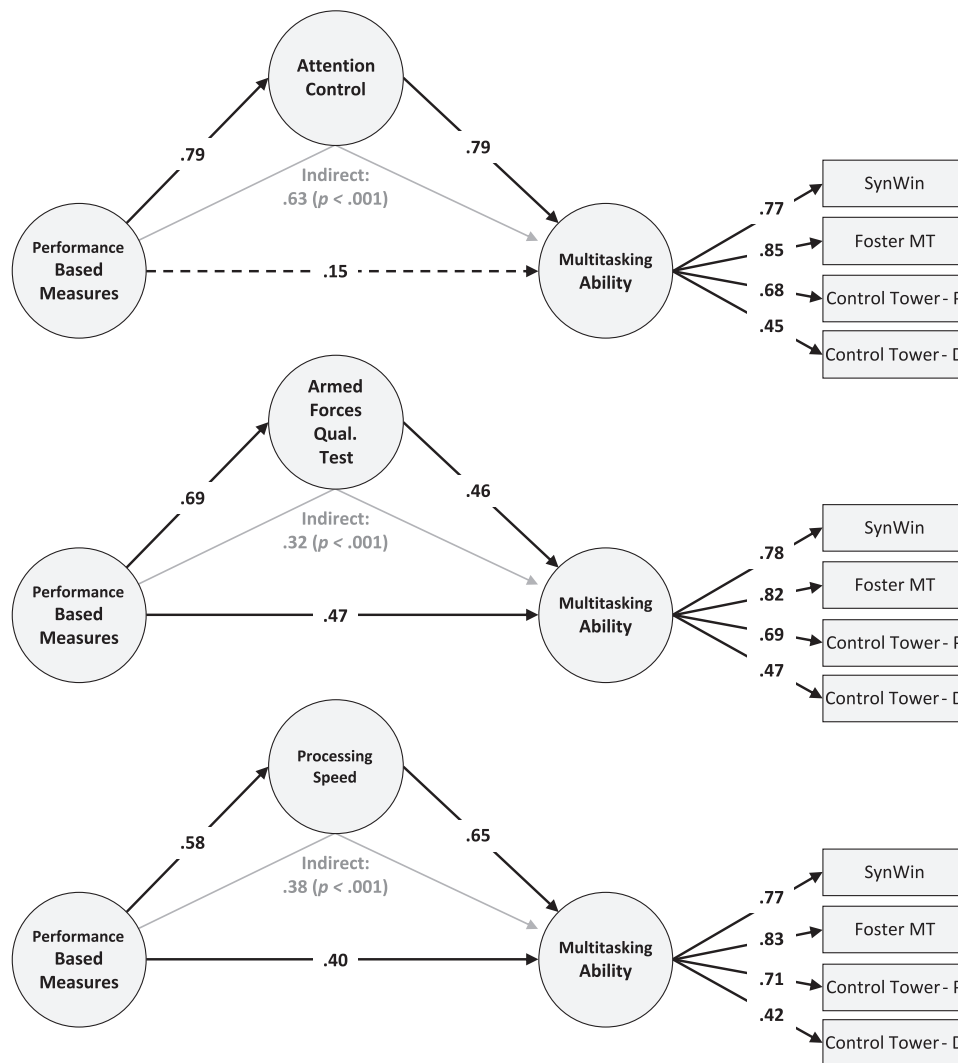 Attention
Control
.79
.79
Indirect:
.63 (p < .001)
Performance
Based
Measures
.15
Multitasking
Ability
.77
.85
.68
.45
SynWin
Foster MT
Control Tower - P
Control Tower - D
Armed
Forces
Qual.
Test
.69
.46
Indirect:
.32 (p < .001)
Performance
Based
Measures
.47
Multitasking
Ability
.78
.82
.69
.47
SynWin
Foster MT
Control Tower - P
Control Tower - D
Processing
Speed
.58
.65
Indirect:
.38 (p < .001)
Performance
Based
Measures
.40
Multitasking
Ability
.77
.83
.71
.42
SynWin
Foster MT
Control Tower - P
Control Tower - D